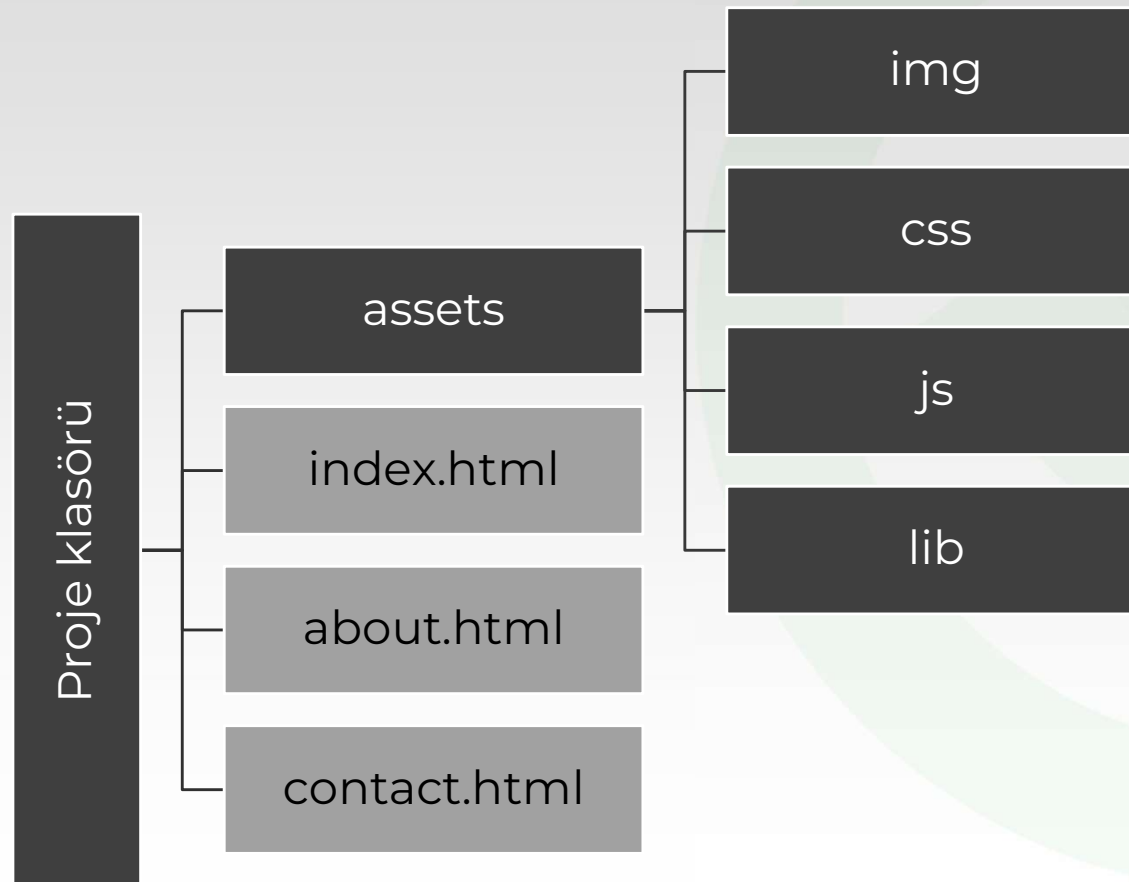 Proje klasörü
assets
index.html
about.html
contact.html
img
css
js
lib